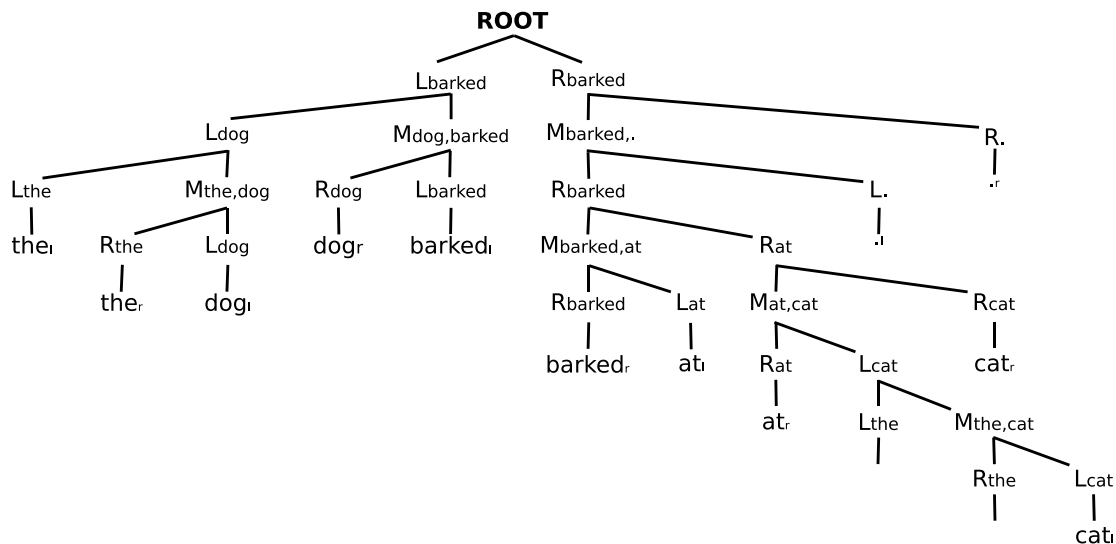 ROOT
Lbarked Rbarked
Ldog Mdog,barked Mbarked,. R.
Lthe Mthe,dog Rdog Lbarked Rbarked L. .r
thel Rthe Ldog dogr barkedl Mbarked,at Rat .l
ther dogl Rbarked Lat Mat,cat Rcat
barkedr atl Rat Lcat catr
atr Lthe Mthe,cat
Rthe Lcat
catl